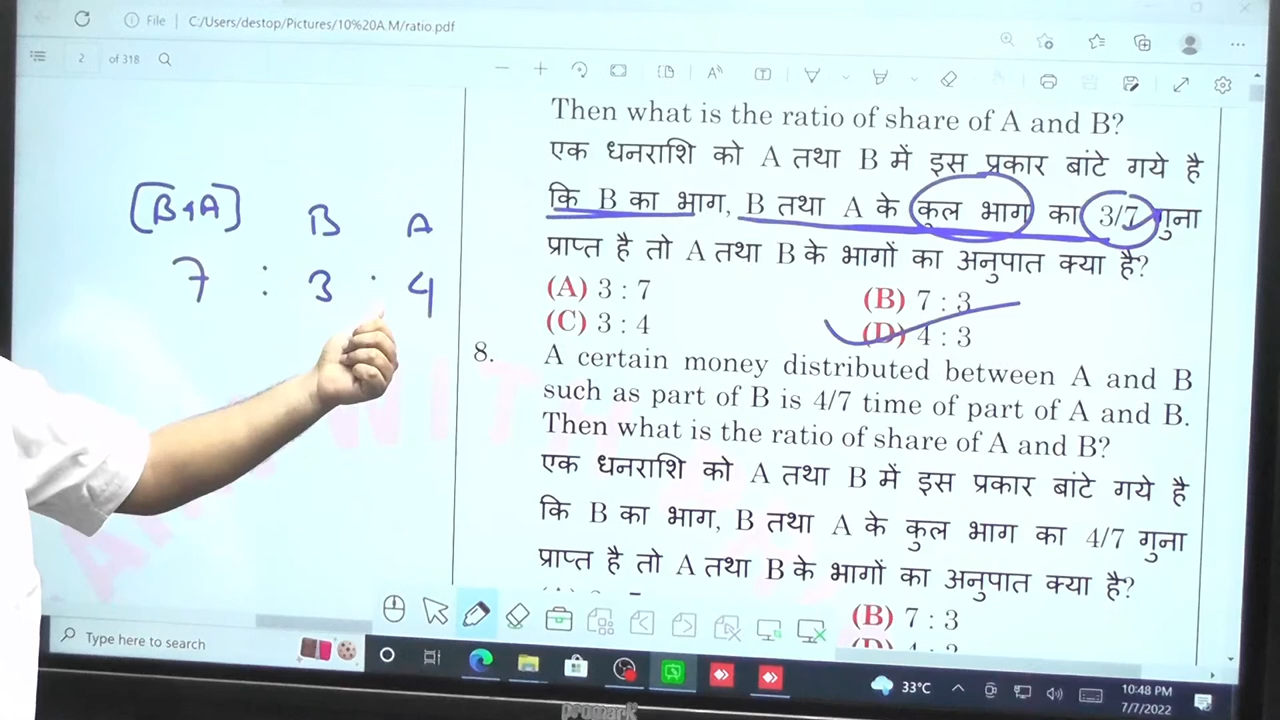 File C:/Users/destop/Pictures/10%20A.M/ratio.pdf
2 of 318
[B+A] B A
7 : 3 : 4
Then what is the ratio of share of A and B?
एक धनराशि को A तथा B में इस प्रकार बांटे गये है
कि B का भाग, B तथा A के कुल भाग का 3/7 गुना
प्राप्त है तो A तथा B के भागों का अनुपात क्या है?
(A) 3 : 7 (B) 7 : 3
(C) 3 : 4 (D) 4 : 3
8. A certain money distributed between A and B
such as part of B is 4/7 time of part of A and B.
Then what is the ratio of share of A and B?
एक धनराशि को A तथा B में इस प्रकार बांटे गये है
कि B का भाग, B तथा A के कुल भाग का 4/7 गुना
प्राप्त है तो A तथा B के भागों का अनुपात क्या है?
(B) 7 : 3
Type here to search
33°C
10:48 PM
7/7/2022
promark